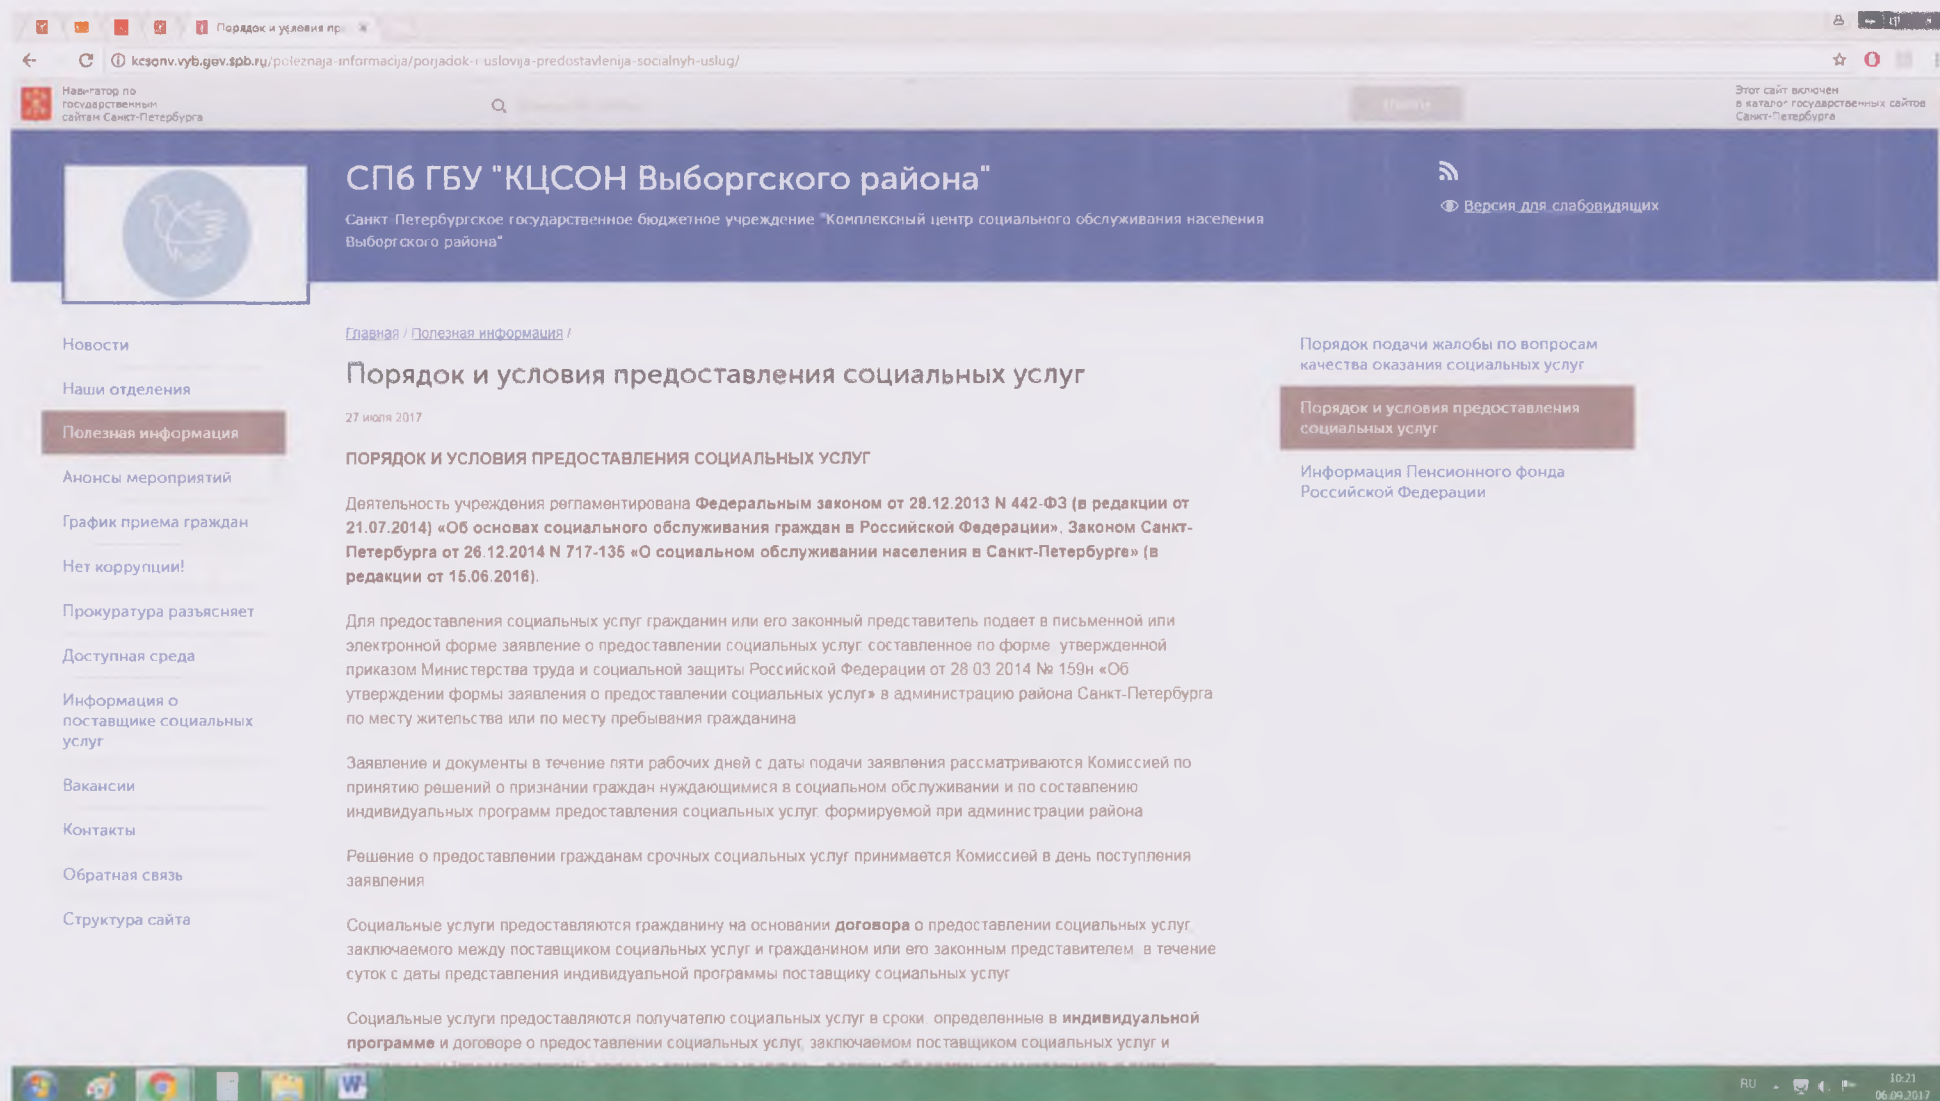 Порядок и условия пр
kcsonv.vyb.gov.spb.ru/poleznaja-informacija/porjadok-i-uslovija-predostavlenija-socialnyh-uslug/
Навигатор по
государственным
сайтам Санкт-Петербурга
Этот сайт включен
в каталог государственных сайтов
Санкт-Петербурга
СПб ГБУ "КЦСОН Выборгского района"
Санкт-Петербургское государственное бюджетное учреждение "Комплексный центр социального обслуживания населения
Выборгского района"
Версия для слабовидящих
Новости
Наши отделения
Полезная информация
Анонсы мероприятий
График приема граждан
Нет коррупции!
Прокуратура разъясняет
Доступная среда
Информация о
поставщике социальных
услуг
Вакансии
Контакты
Обратная связь
Структура сайта
Главная / Полезная информация /
Порядок и условия предоставления социальных услуг
27 июля 2017
ПОРЯДОК И УСЛОВИЯ ПРЕДОСТАВЛЕНИЯ СОЦИАЛЬНЫХ УСЛУГ
Деятельность учреждения регламентирована Федеральным законом от 28.12.2013 N 442-ФЗ (в редакции от
21.07.2014) «Об основах социального обслуживания граждан в Российской Федерации», Законом Санкт-
Петербурга от 26.12.2014 N 717-135 «О социальном обслуживании населения в Санкт-Петербурге» (в
редакции от 15.06.2016).
Для предоставления социальных услуг гражданин или его законный представитель подает в письменной или
электронной форме заявление о предоставлении социальных услуг составленное по форме утвержденной
приказом Министерства труда и социальной защиты Российской Федерации от 28 03 2014 № 159н «Об
утверждении формы заявления о предоставлении социальных услуг» в администрацию района Санкт-Петербурга
по месту жительства или по месту пребывания гражданина
Заявление и документы в течение пяти рабочих дней с даты подачи заявления рассматриваются Комиссией по
принятию решений о признании граждан нуждающимися в социальном обслуживании и по составлению
индивидуальных программ предоставления социальных услуг формируемой при администрации района
Решение о предоставлении гражданам срочных социальных услуг принимается Комиссией в день поступления
заявления
Социальные услуги предоставляются гражданину на основании договора о предоставлении социальных услуг
заключаемого между поставщиком социальных услуг и гражданином или его законным представителем в течение
суток с даты представления индивидуальной программы поставщику социальных услуг
Социальные услуги предоставляются получателю социальных услуг в сроки определенные в индивидуальной
программе и договоре о предоставлении социальных услуг, заключаемом поставщиком социальных услуг и
Порядок подачи жалобы по вопросам
качества оказания социальных услуг
Порядок и условия предоставления
социальных услуг
Информация Пенсионного фонда
Российской Федерации
RU
10:21
06.09.2017